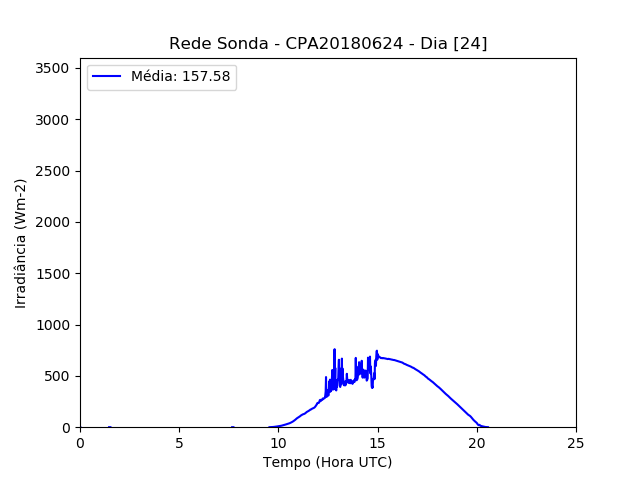 Rede Sonda - CPA20180624 - Dia [24]
Média: 157.58
Irradiância (Wm-2)
3500
3000
2500
2000
1500
1000
500
0
0 5 10 15 20 25
Tempo (Hora UTC)